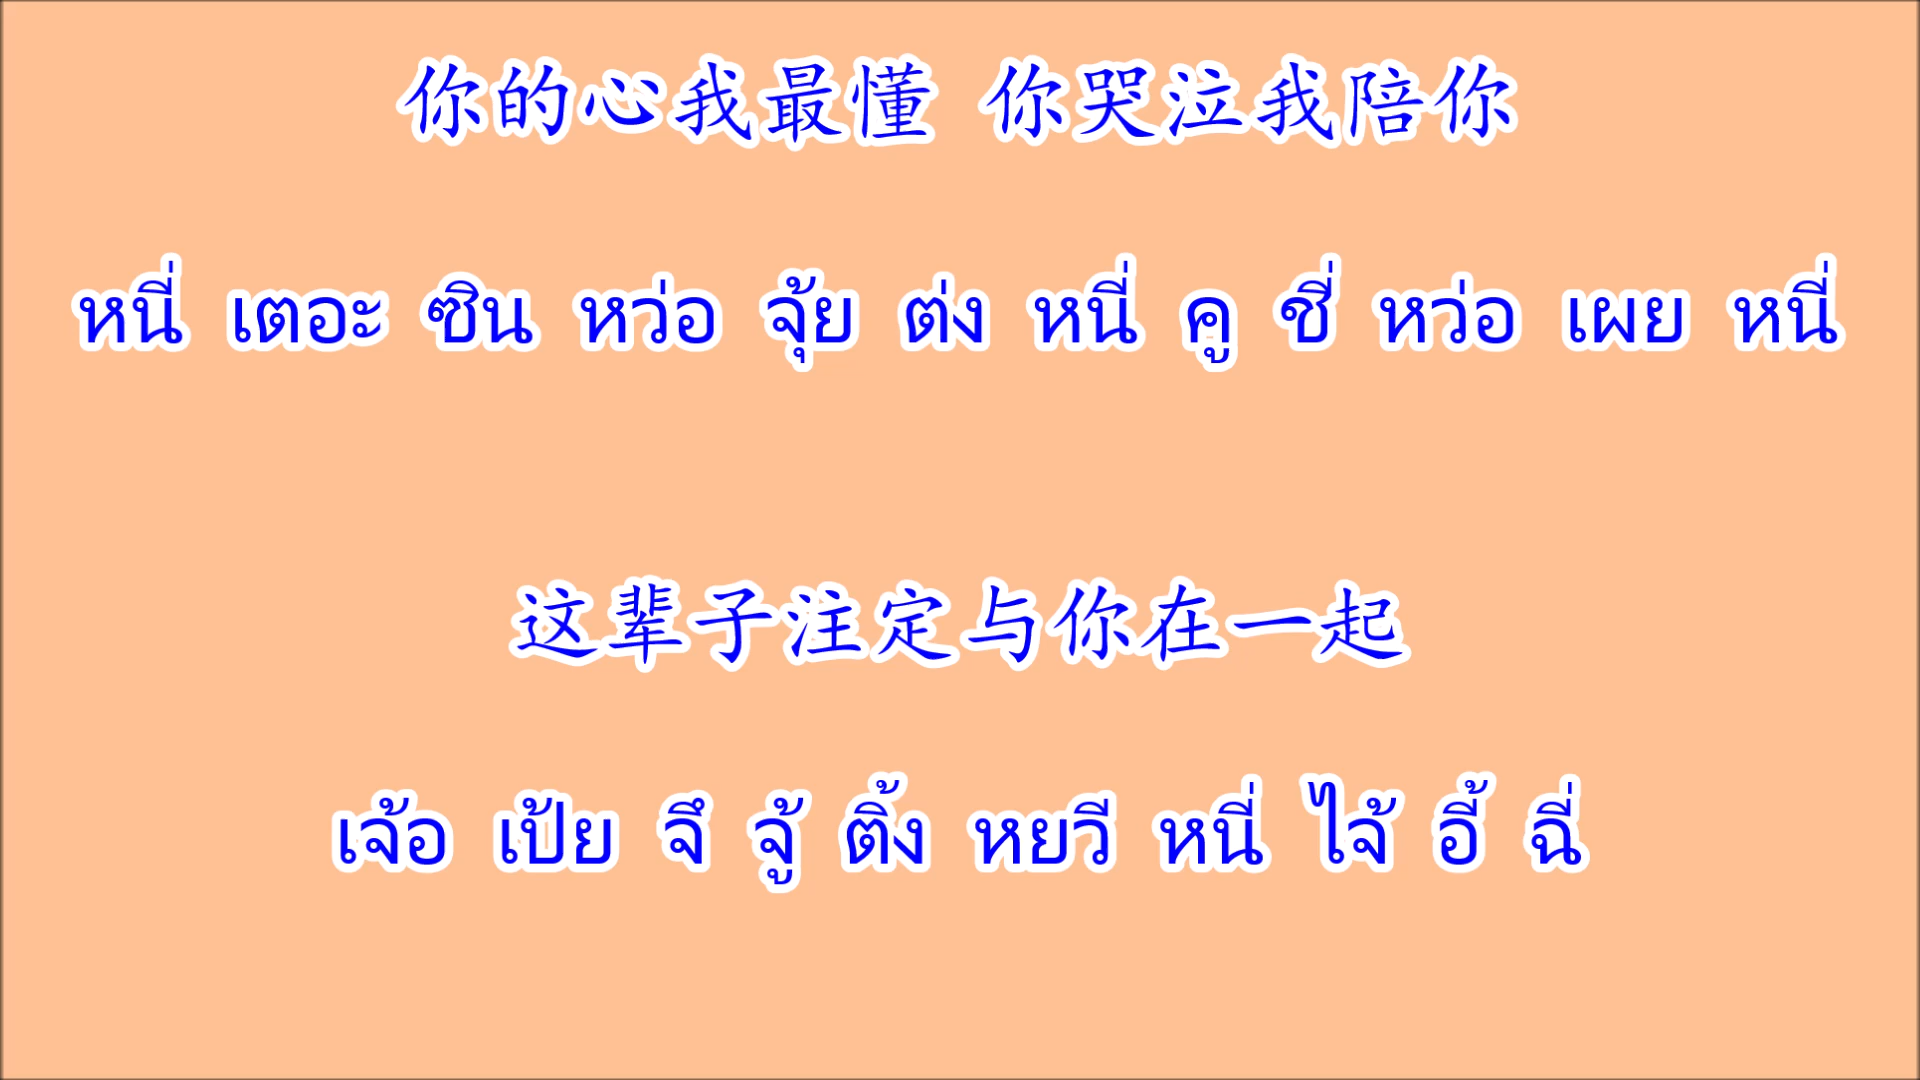 你的心我最懂 你哭泣我陪你
หนี่ เตอะ ซิน หว่อ จุ้ย ต่ง หนี่ คู ชี่ หว่อ เผย หนี่
这辈子注定与你在一起
เจ้อ เป้ย จึ จู้ ติ้ง หยวี หนี่ ไจ้ อี้ ฉี่